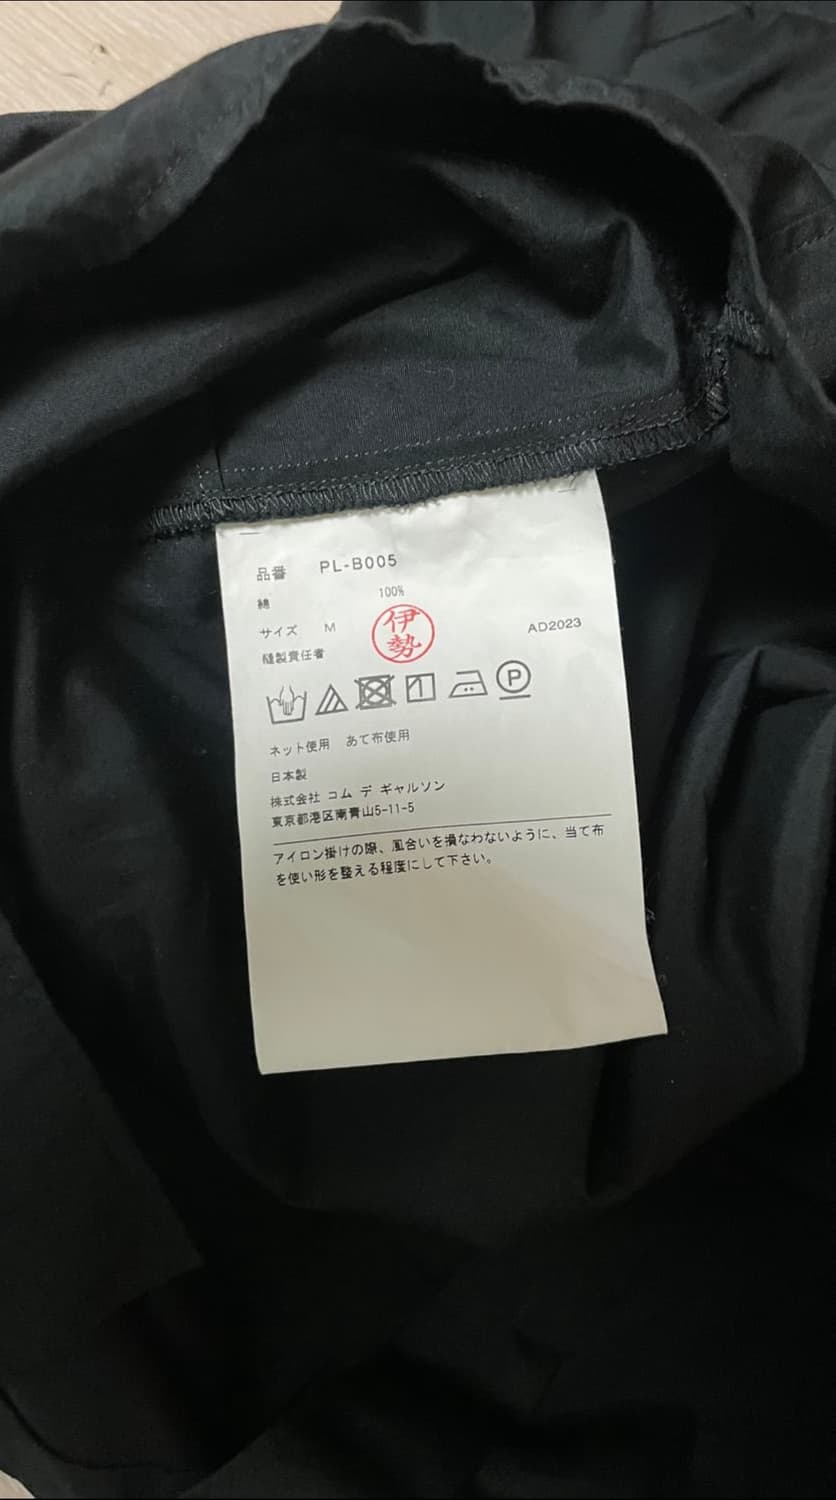 品番 PL-B005
綿 100%
サイズ M
伊勢
AD2023
縫製責任者
P
ネット使用 あて布使用
日本製
株式会社 コム デ ギャルソン
東京都港区南青山5-11-5
アイロン掛けの際、風合いを損なわないように、当て布
を使い形を整える程度にして下さい。